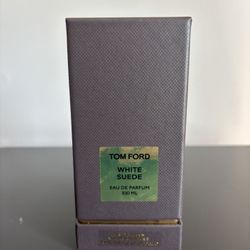 TOM FORD
WHITE
SUEDE
EAU DE PARFUM
100 ML